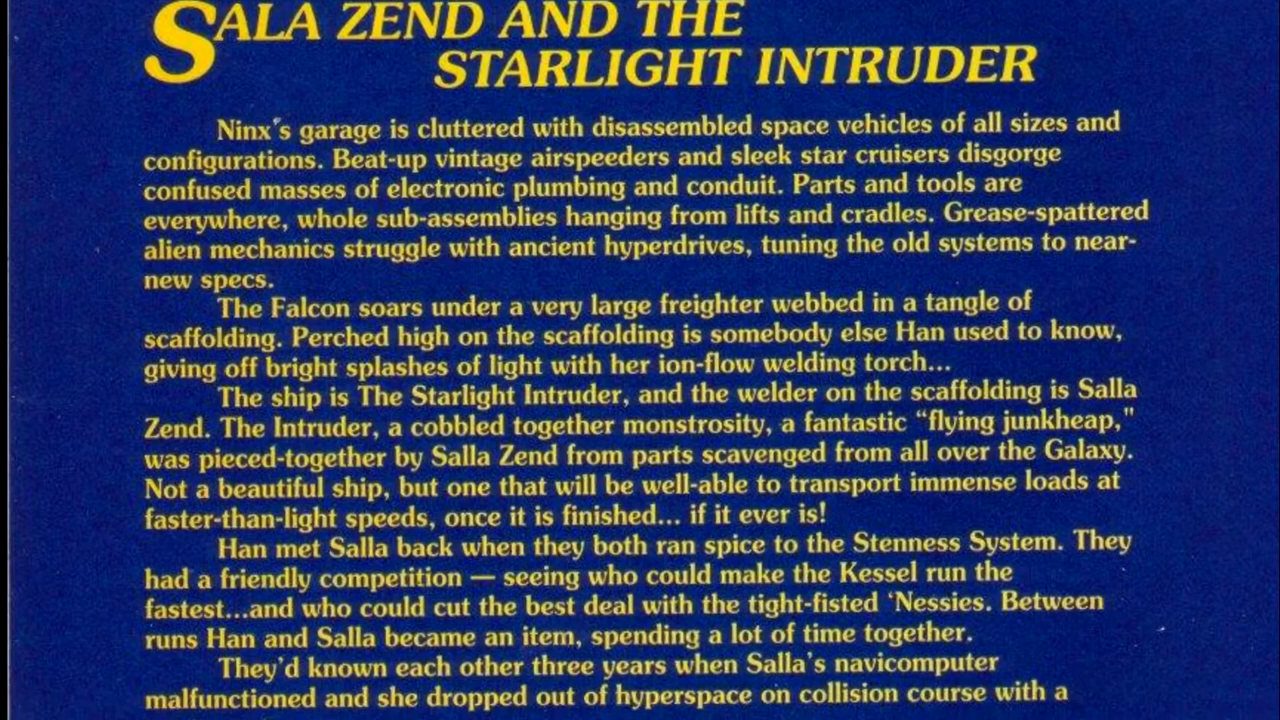 SALA ZEND AND THE
STARLIGHT INTRUDER
Ninx's garage is cluttered with disassembled space vehicles of all sizes and
configurations. Beat-up vintage airspeeders and sleek star cruisers disgorge
confused masses of electronic plumbing and conduit. Parts and tools are
everywhere, whole sub-assemblies hanging from lifts and cradles. Grease-spattered
alien mechanics struggle with ancient hyperdrives, tuning the old systems to near-
new specs.
The Falcon soars under a very large freighter webbed in a tangle of
scaffolding. Perched high on the scaffolding is somebody else Han used to know,
giving off bright splashes of light with her ion-flow welding torch...
The ship is The Starlight Intruder, and the welder on the scaffolding is Salla
Zend. The Intruder, a cobbled together monstrosity, a fantastic “flying junkheap,"
was pieced-together by Salla Zend from parts scavenged from all over the Galaxy.
Not a beautiful ship, but one that will be well-able to transport immense loads at
faster-than-light speeds, once it is finished... if it ever is!
Han met Salla back when they both ran spice to the Stenness System. They
had a friendly competition — seeing who could make the Kessel run the
fastest...and who could cut the best deal with the tight-fisted ‘Nessies. Between
runs Han and Salla became an item, spending a lot of time together.
They'd known each other three years when Salla's navicomputer
malfunctioned and she dropped out of hyperspace on collision course with a